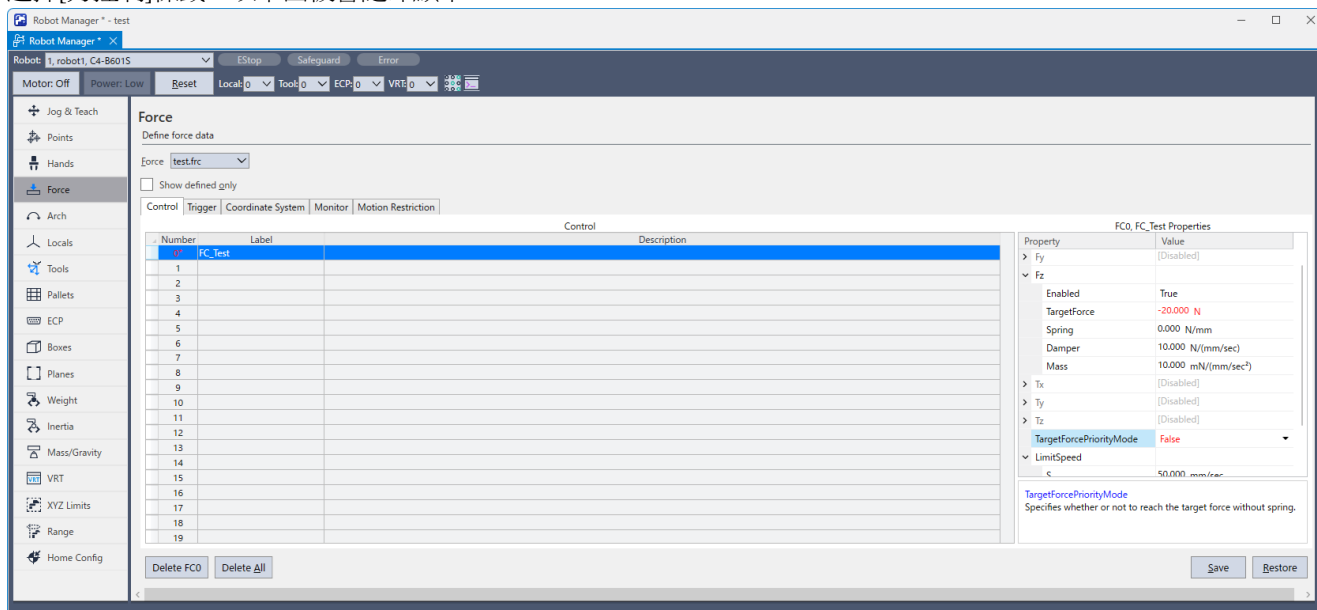 Robot Manager * - test
Robot Manager *
Robot: 1, robot1, C4-B601S EStop Safeguard Error
Motor: Off Power: Low Reset Local: 0 Tool: 0 ECP: 0 VRT: 0
Jog & Teach
Points
Hands
Force
Arch
Locals
Tools
Pallets
ECP
Boxes
Planes
Weight
Inertia
Mass/Gravity
VRT
XYZ Limits
Range
Home Config
Force
Define force data
Force test.frc
Show defined only
Control Trigger Coordinate System Monitor Motion Restriction
Control
Number Label Description
0* FC_Test
1
2
3
4
5
6
7
8
9
10
11
12
13
14
15
16
17
18
19
Delete FC0 Delete All
FC0, FC_Test Properties
Property Value
Fy [Disabled]
Fz
Enabled True
TargetForce -20.000 N
Spring 0.000 N/mm
Damper 10.000 N/(mm/sec)
Mass 10.000 mN/(mm/sec²)
Tx [Disabled]
Ty [Disabled]
Tz [Disabled]
TargetForcePriorityMode False
LimitSpeed
S 50.000 mm/sec
TargetForcePriorityMode
Specifies whether or not to reach the target force without spring.
Save Restore